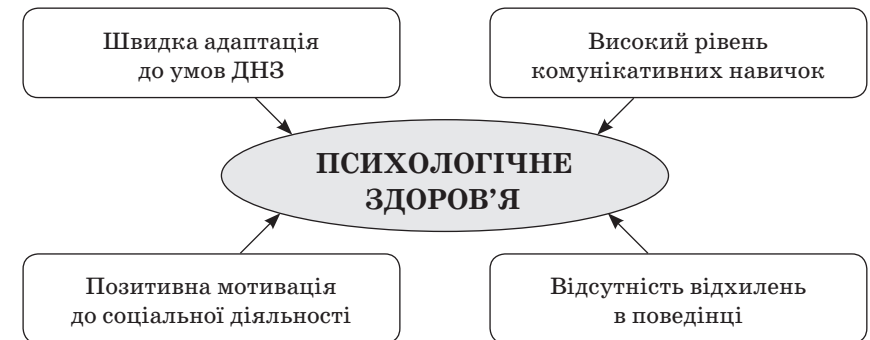 Швидка адаптація
до умов ДНЗ
Високий рівень
комунікативних навичок
ПСИХОЛОГІЧНЕ
ЗДОРОВ’Я
Позитивна мотивація
до соціальної діяльності
Відсутність відхилень
в поведінці